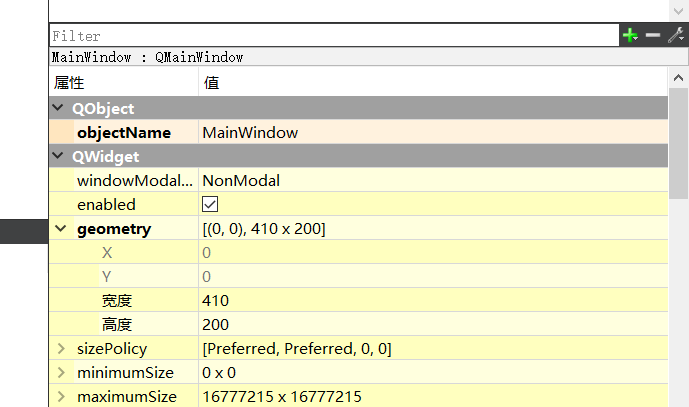 Filter
MainWindow : QMainWindow
属性 值
QObject
objectName MainWindow
QWidget
windowModal... NonModal
enabled
geometry [(0, 0), 410 x 200]
X 0
Y 0
宽度 410
高度 200
sizePolicy [Preferred, Preferred, 0, 0]
minimumSize 0 x 0
maximumSize 16777215 x 16777215